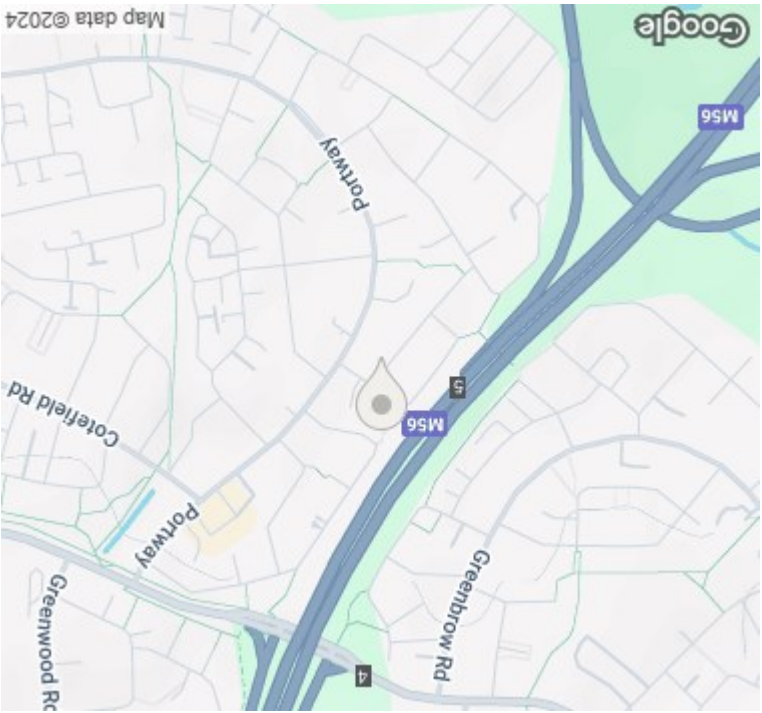 4
Greenwood Rd
Greenbrow Rd
Portway
Cotefield Rd
M56
5
Portway
M56
Google
Map data ©2024